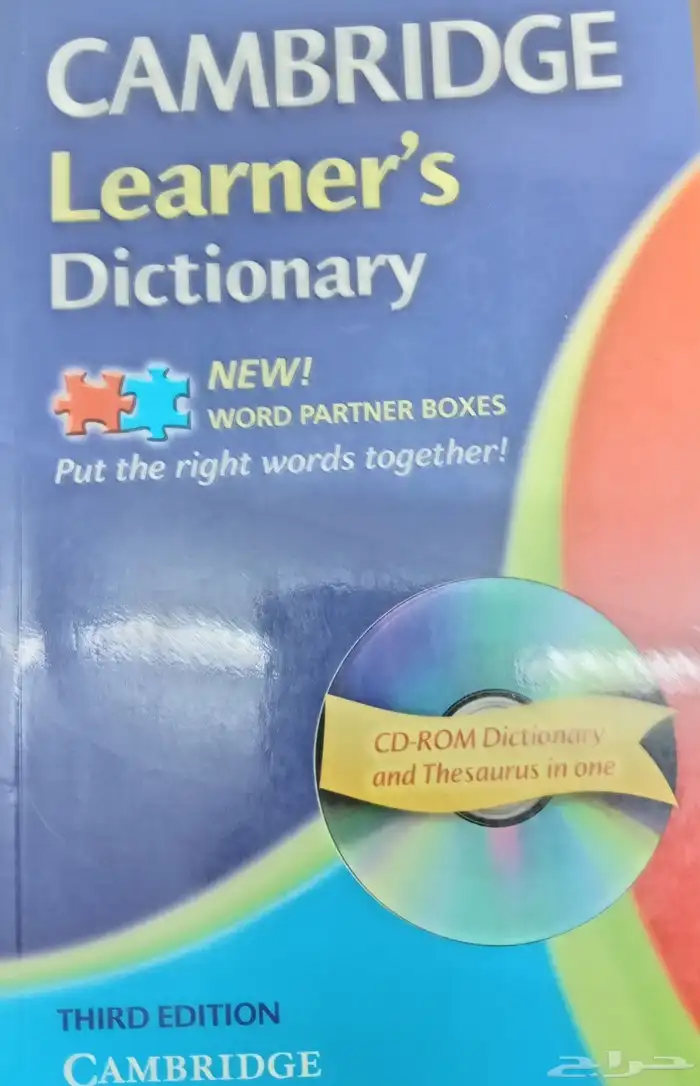 CAMBRIDGE
Learner's
Dictionary
NEW!
WORD PARTNER BOXES
Put the right words together!
CD-ROM Dictionary
and Thesaurus in one
THIRD EDITION
CAMBRIDGE
حراج